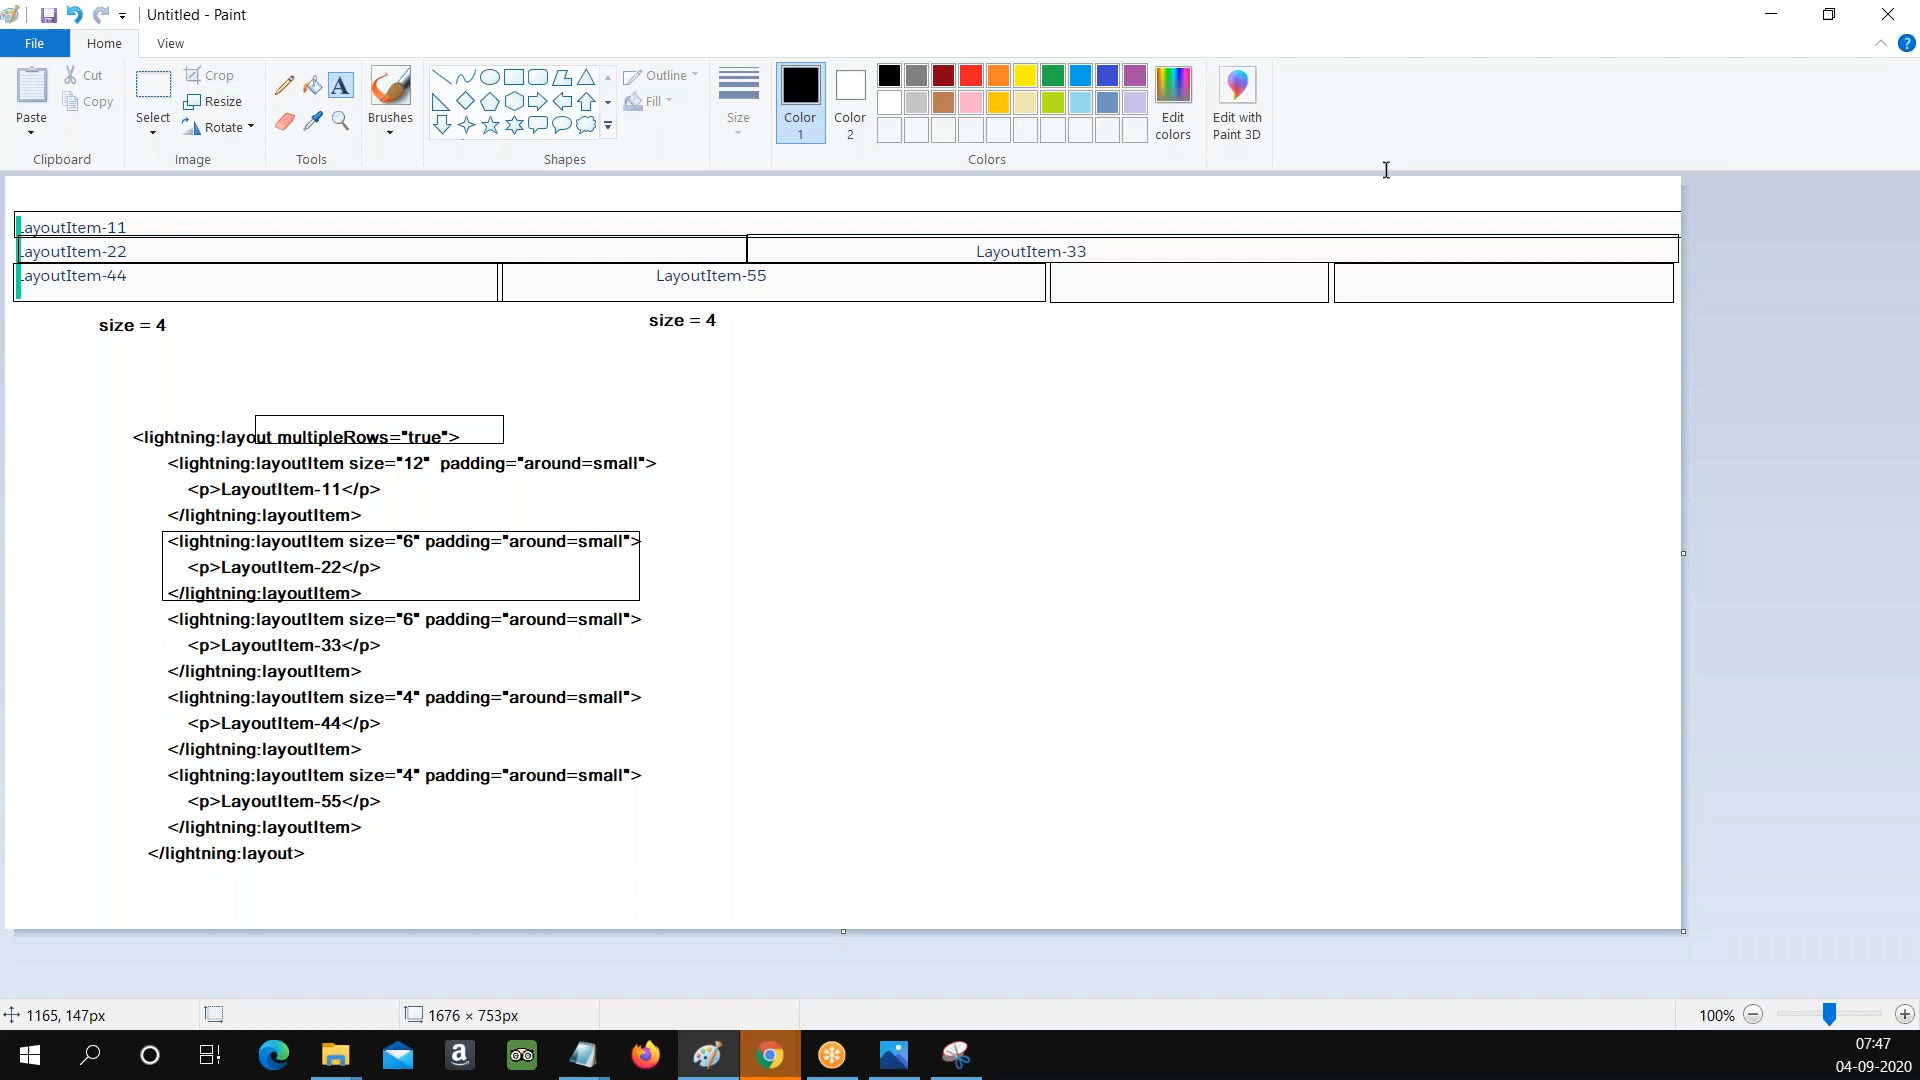 Untitled - Paint
File Home View
Paste
Cut
Copy
Clipboard
Select
Crop
Resize
Rotate
Image
Tools
Brushes
Shapes
Outline
Fill
Size
Color 1
Color 2
Colors
Edit colors
Edit with Paint 3D
LayoutItem-11
LayoutItem-22 LayoutItem-33
LayoutItem-44 LayoutItem-55
size = 4 size = 4
<lightning:layout multipleRows="true">
<lightning:layoutItem size="12" padding="around=small">
<p>LayoutItem-11</p>
</lightning:layoutItem>
<lightning:layoutItem size="6" padding="around=small">
<p>LayoutItem-22</p>
</lightning:layoutItem>
<lightning:layoutItem size="6" padding="around=small">
<p>LayoutItem-33</p>
</lightning:layoutItem>
<lightning:layoutItem size="4" padding="around=small">
<p>LayoutItem-44</p>
</lightning:layoutItem>
<lightning:layoutItem size="4" padding="around=small">
<p>LayoutItem-55</p>
</lightning:layoutItem>
</lightning:layout>
1165, 147px
1676 × 753px
100%
07:47
04-09-2020